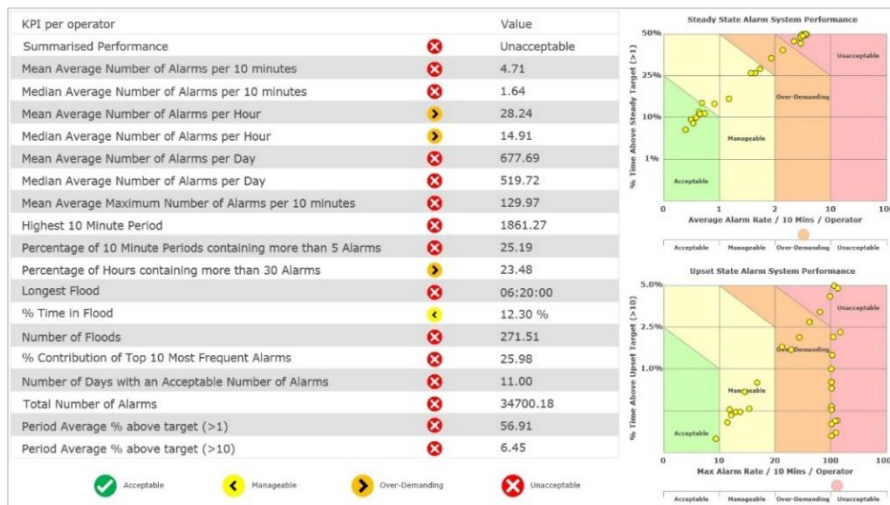 KPI per operator Value
Summarised Performance Unacceptable
Mean Average Number of Alarms per 10 minutes 4.71
Median Average Number of Alarms per 10 minutes 1.64
Mean Average Number of Alarms per Hour 28.24
Median Average Number of Alarms per Hour 14.91
Mean Average Number of Alarms per Day 677.69
Median Average Number of Alarms per Day 519.72
Mean Average Maximum Number of Alarms per 10 minutes 129.97
Highest 10 Minute Period 1861.27
Percentage of 10 Minute Periods containing more than 5 Alarms 25.19
Percentage of Hours containing more than 30 Alarms 23.48
Longest Flood 06:20:00
% Time in Flood 12.30 %
Number of Floods 271.51
% Contribution of Top 10 Most Frequent Alarms 25.98
Number of Days with an Acceptable Number of Alarms 11.00
Total Number of Alarms 34700.18
Period Average % above target (>1) 56.91
Period Average % above target (>10) 6.45
Acceptable Manageable Over-Demanding Unacceptable
Steady State Alarm System Performance
% Time Above Steady Target (>1)
50%
Unacceptable
25%
Over-Demanding
10%
Manageable
1%
Acceptable
0 1 2 10 100
Average Alarm Rate / 10 Mins / Operator
Acceptable Manageable Over-Demanding Unacceptable
Upset State Alarm System Performance
% Time Above Upset Target (>10)
5.0%
Unacceptable
2.5%
Over-Demanding
1.0%
Manageable
Acceptable
0 10 20 100
Max Alarm Rate / 10 Mins / Operator
Acceptable Manageable Over-Demanding Unacceptable